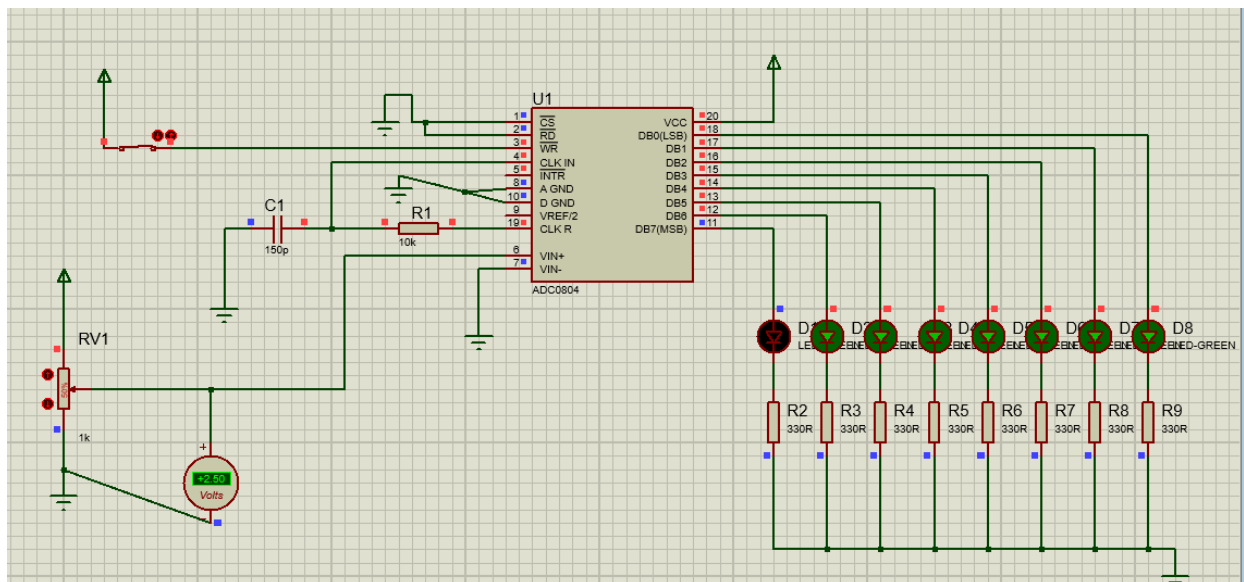 U1
1 CS VCC 20
2 RD DB0(LSB) 18
3 WR DB1 17
4 CLK IN DB2 16
5 INTR DB3 15
8 A GND DB4 14
10 D GND DB5 13
9 VREF/2 DB6 12
19 CLK R DB7(MSB) 11
6 VIN+
7 VIN-
ADC0804
C1
150p
R1
10k
RV1
50%
1k
+
+2.50
Volts
D8
LED-GREEN
R2 R3 R4 R5 R6 R7 R8 R9
330R 330R 330R 330R 330R 330R 330R 330R